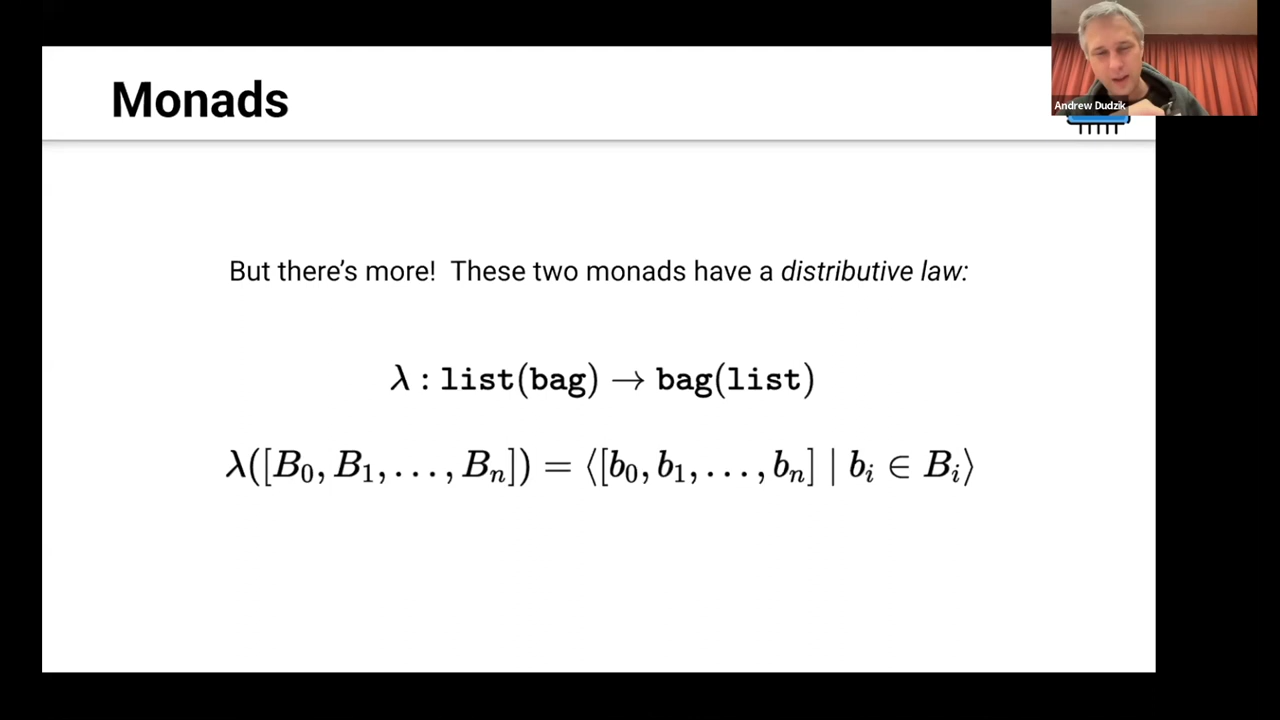 Monads
Andrew Dudzik
But there's more! These two monads have a distributive law:
λ : list(bag) → bag(list)
λ([B₀, B₁, . . . , Bₙ]) = ⟨[b₀, b₁, . . . , bₙ] | bᵢ ∈ Bᵢ⟩